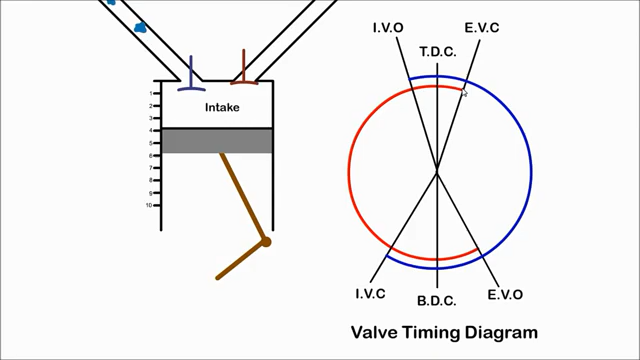 I.V.O
E.V.C
T.D.C.
Intake
1
2
3
4
5
6
7
8
9
10
I.V.C
B.D.C.
E.V.O
Valve Timing Diagram